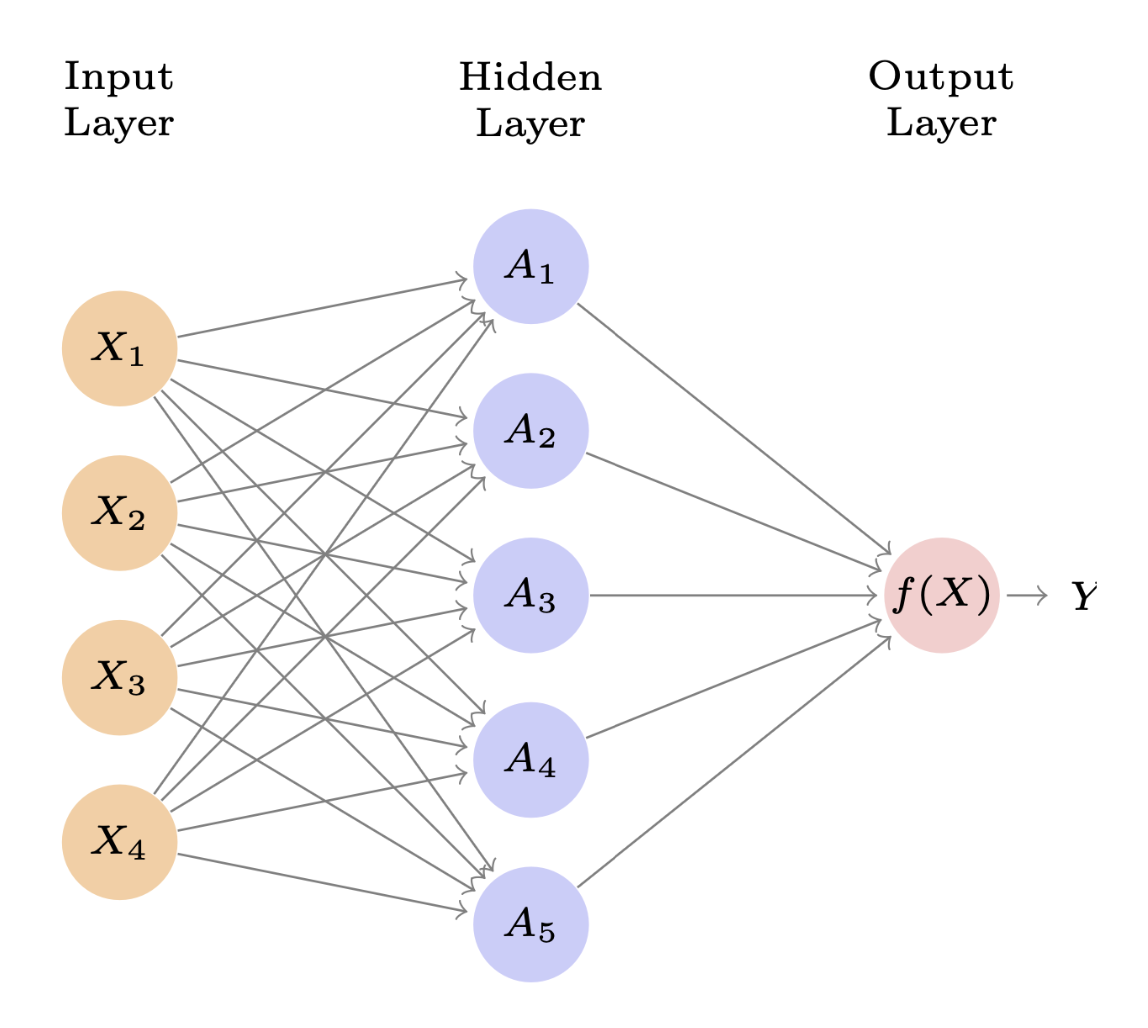 Input
Layer
Hidden
Layer
Output
Layer
X₁
X₂
X₃
X₄
A₁
A₂
A₃
A₄
A₅
f(X)
Y